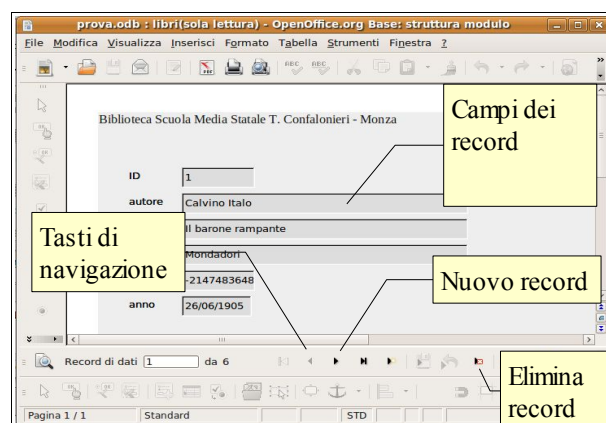 prova.odb : libri(sola lettura) - OpenOffice.org Base: struttura modulo
File Modifica Visualizza Inserisci Formato Tabella Strumenti Finestra ?
Biblioteca Scuola Media Statale T. Confalonieri - Monza
Campi dei
record
ID 1
autore Calvino Italo
Il barone rampante
Mondadori
-2147483648
anno 26/06/1905
Tasti di
navigazione
Nuovo record
Record di dati 1 da 6
Elimina
record
Pagina 1 / 1 Standard STD